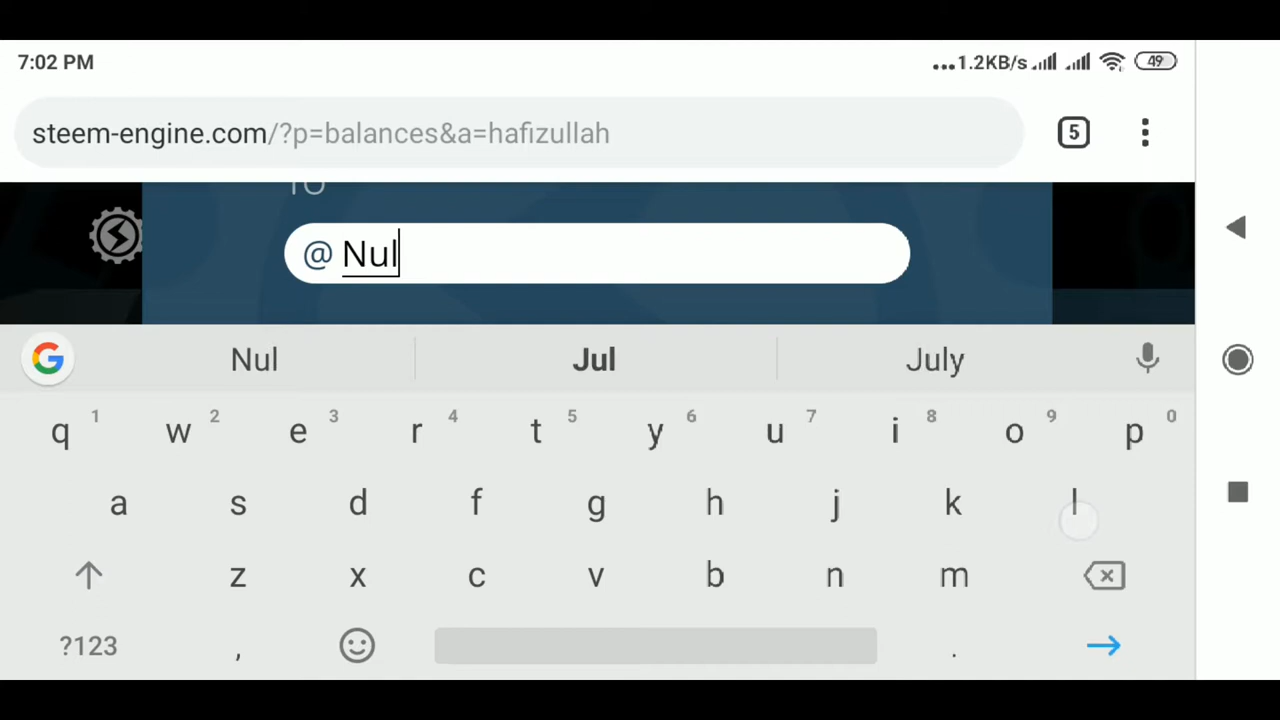 7:02 PM
...1.2KB/s 49
steem-engine.com/?p=balances&a=hafizullah 5
TO
@ Nul
Nul Jul July
q 1 w 2 e 3 r 4 t 5 y 6 u 7 i 8 o 9 p 0
a s d f g h j k l
z x c v b n m
?123 , .